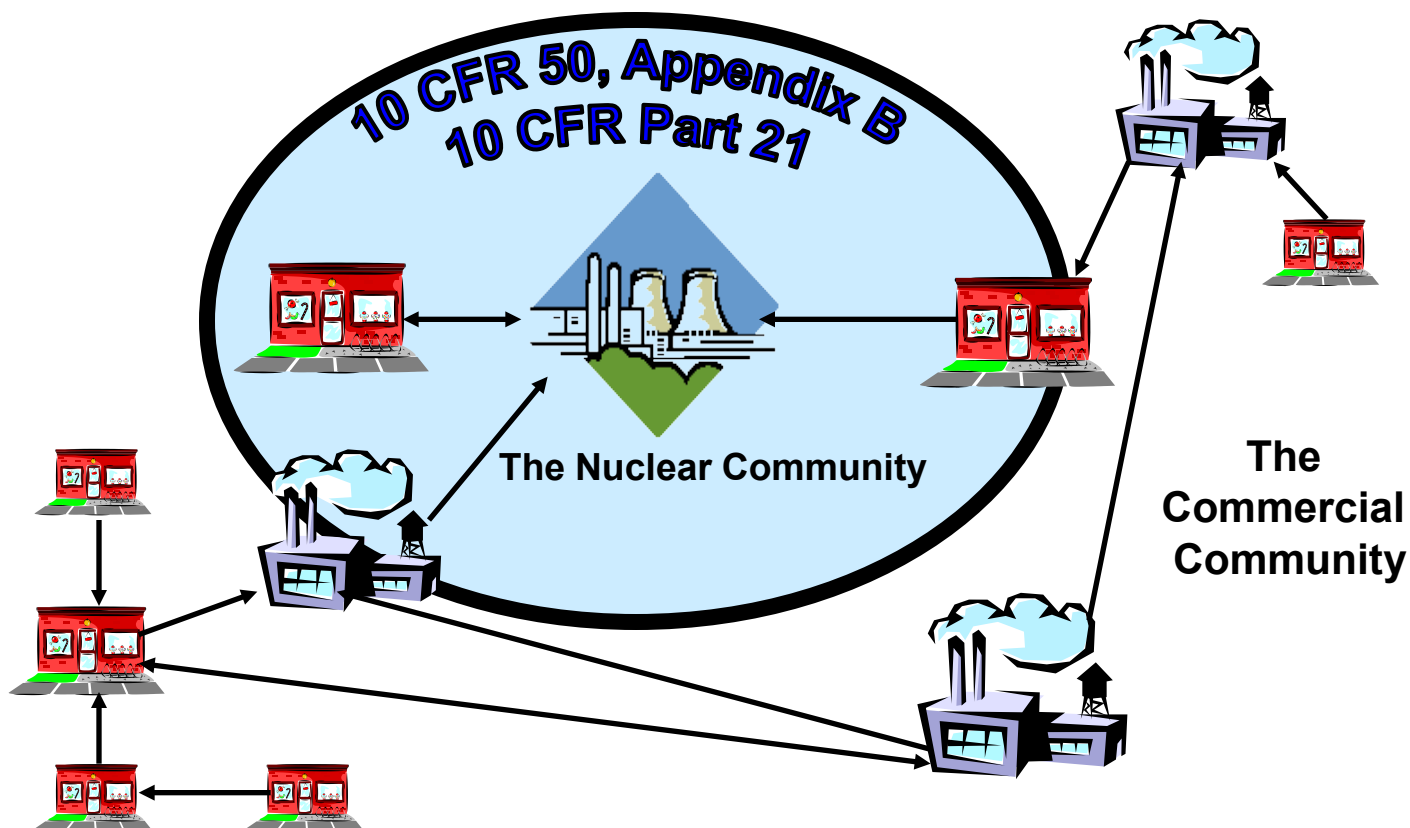 10 CFR 50, Appendix B
10 CFR Part 21
The Nuclear Community
The
Commercial
Community